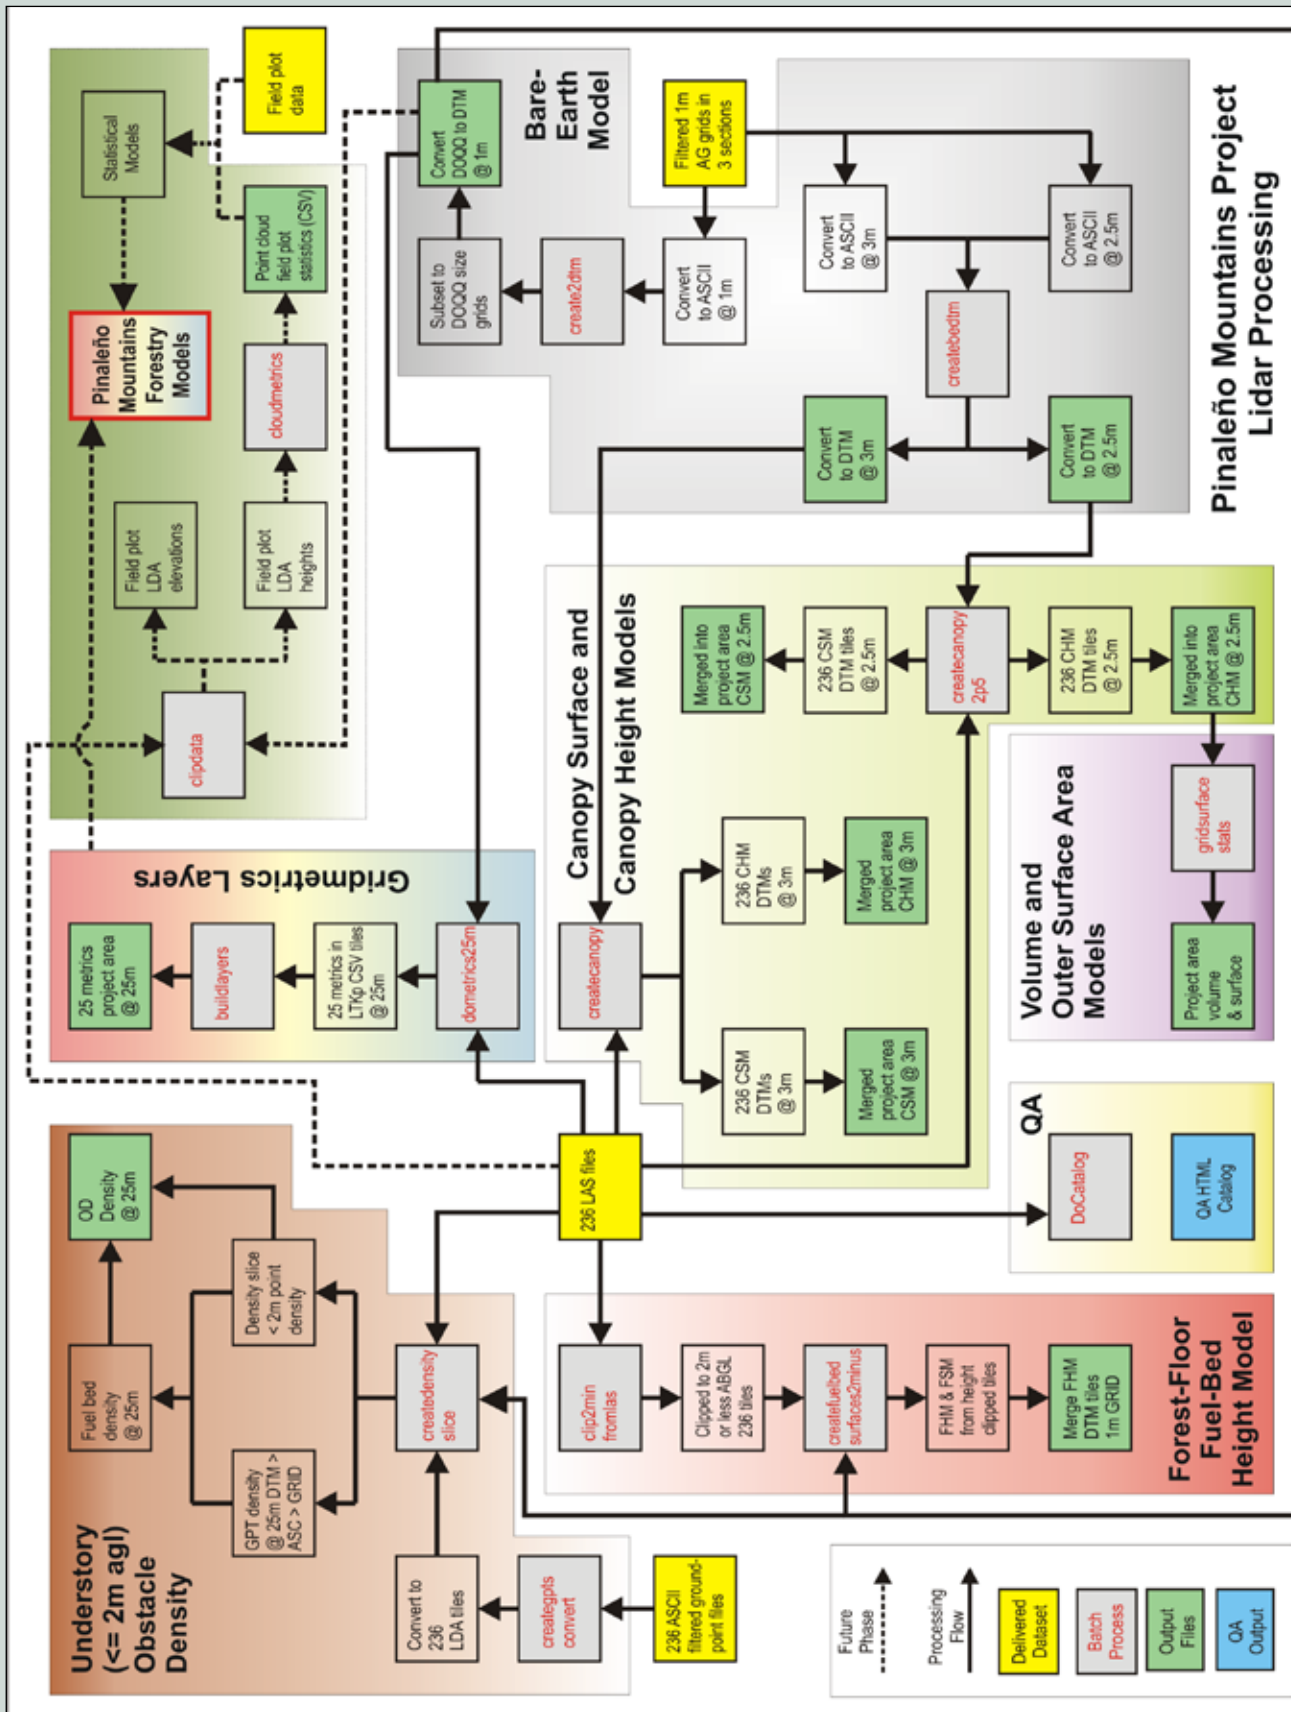 Understory
(<= 2m agl)
Obstacle
Density
GPT density
@ 25m DTM >
ASC > GRID
Fuel bed
density
@ 25m
Density slice
< 2m point
density
OD
Density
@ 25m
Convert to
236
LDA tiles
createdensity
slice
creategpts
convert
236 ASCII
filtered ground-
point files
Gridmetrics Layers
25 metrics
project area
@ 25m
buildlayers
25 metrics in
LTKp CSV tiles
@ 25m
dometrics25m
clipdata
Field plot
LDA
elevations
Field plot
LDA
heights
cloudmetrics
Pinaleño
Mountains
Forestry
Models
Point cloud
field plot
statistics (CSV)
Statistical
Models
Field plot
data
Bare-
Earth
Model
Convert
DOQQ to DTM
@ 1m
Subset to
DOQQ size
grids
create2dtm
Convert
to ASCII
@ 1m
Filtered 1m
AG grids in
3 sections
Convert
to ASCII
@ 3m
Convert
to ASCII
@ 2.5m
createbedtm
Convert
to DTM
@ 3m
Convert
to DTM
@ 2.5m
236 LAS files
Canopy Surface and
Canopy Height Models
createcanopy
236 CSM
DTMs
@ 3m
236 CHM
DTMs
@ 3m
Merged
project area
CSM @ 3m
Merged
project area
CHM @ 3m
Merged into
project area
CSM @ 2.5m
236 CSM
DTM tiles
@ 2.5m
createcanopy
2p5
236 CHM
DTM tiles
@ 2.5m
Merged into
project area
CHM @ 2.5m
clip2min
fromlas
Clipped to 2m
or less ABGL
236 tiles
createfuelbed
surfaces2minus
FHM & FSM
from height
clipped tiles
Merge FHM
DTM tiles
1m GRID
Forest-Floor
Fuel-Bed
Height Model
QA
DoCatalog
QA HTML
Catalog
Volume and
Outer Surface Area
Models
gridsurface
stats
Project area
volume
& surface
Pinaleño Mountains Project
Lidar Processing
Future
Phase
Processing
Flow
Delivered
Dataset
Batch
Process
Output
Files
QA
Output